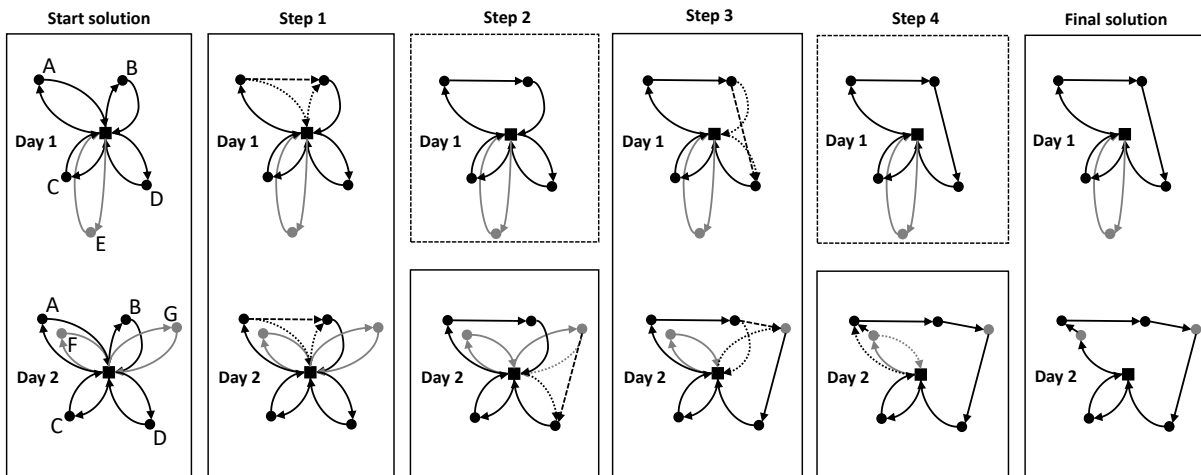 Start solution
Step 1
Step 2
Step 3
Step 4
Final solution
A
B
Day 1
Day 1
Day 1
Day 1
Day 1
Day 1
C
D
E
A
B
G
F
Day 2
Day 2
Day 2
Day 2
Day 2
Day 2
C
D